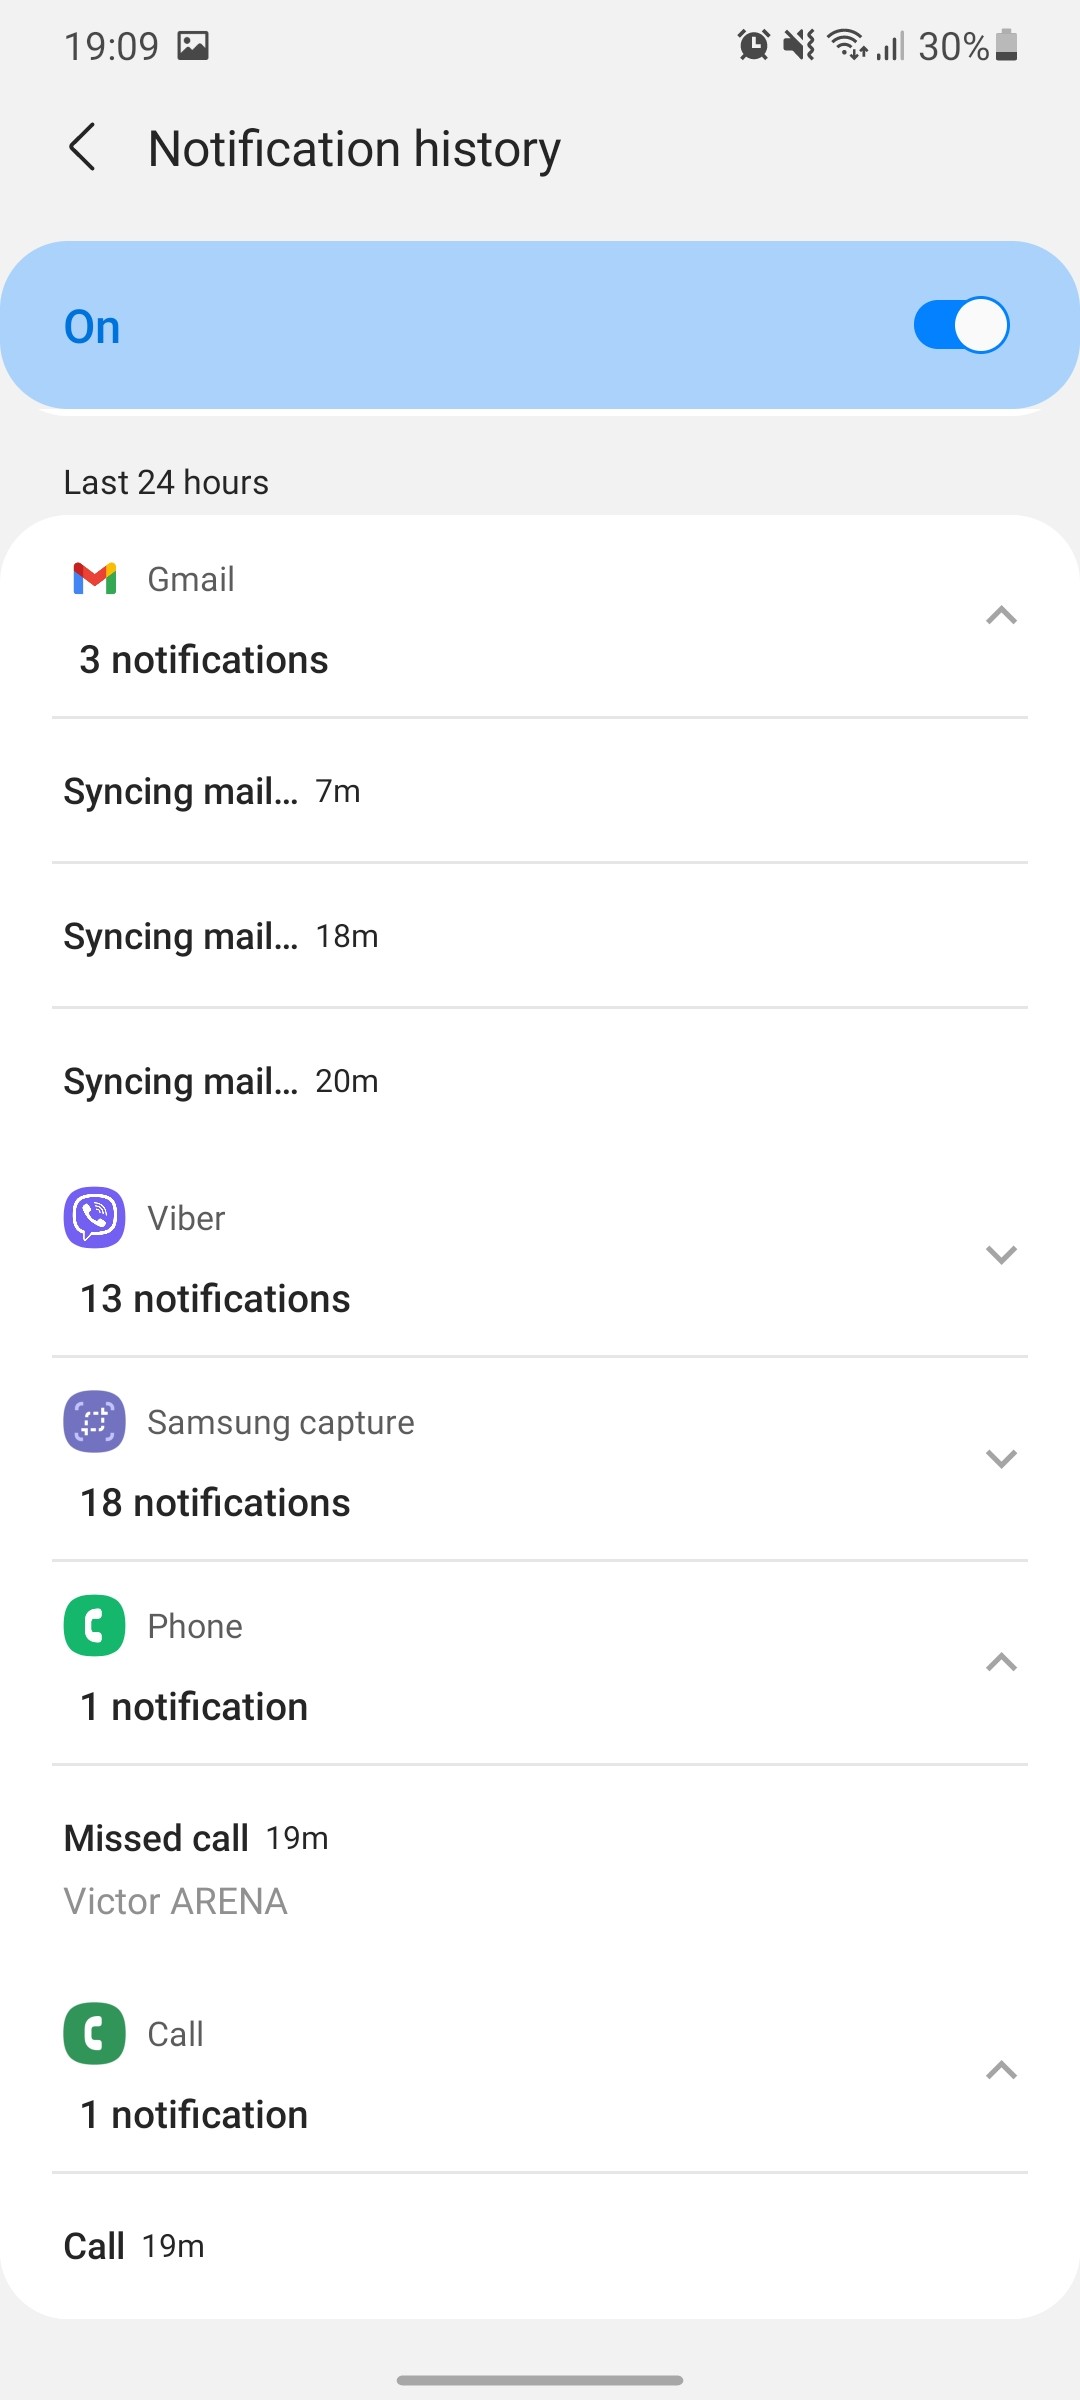 19:09 30%
Notification history
On
Last 24 hours
Gmail
3 notifications
Syncing mail... 7m
Syncing mail... 18m
Syncing mail... 20m
Viber
13 notifications
Samsung capture
18 notifications
Phone
1 notification
Missed call 19m
Victor ARENA
Call
1 notification
Call 19m